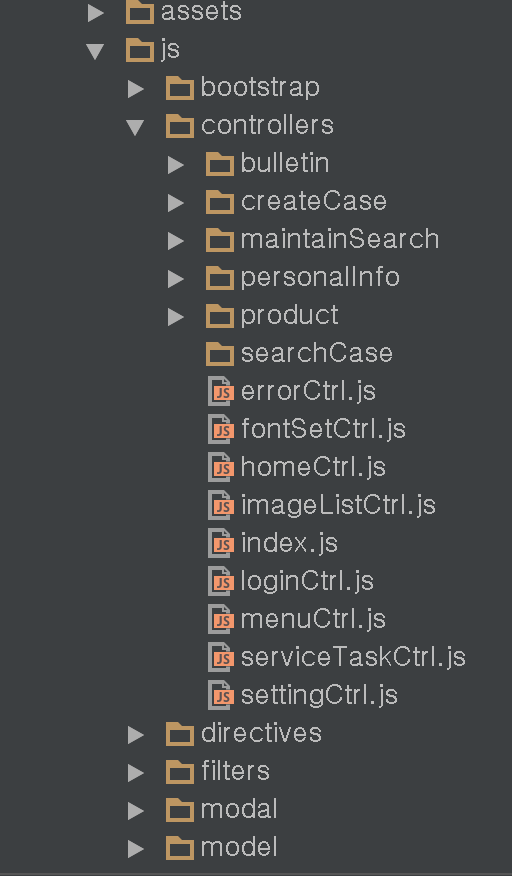 assets
js
bootstrap
controllers
bulletin
createCase
maintainSearch
personalInfo
product
searchCase
JS errorCtrl.js
JS fontSetCtrl.js
JS homeCtrl.js
JS imageListCtrl.js
JS index.js
JS loginCtrl.js
JS menuCtrl.js
JS serviceTaskCtrl.js
JS settingCtrl.js
directives
filters
modal
model